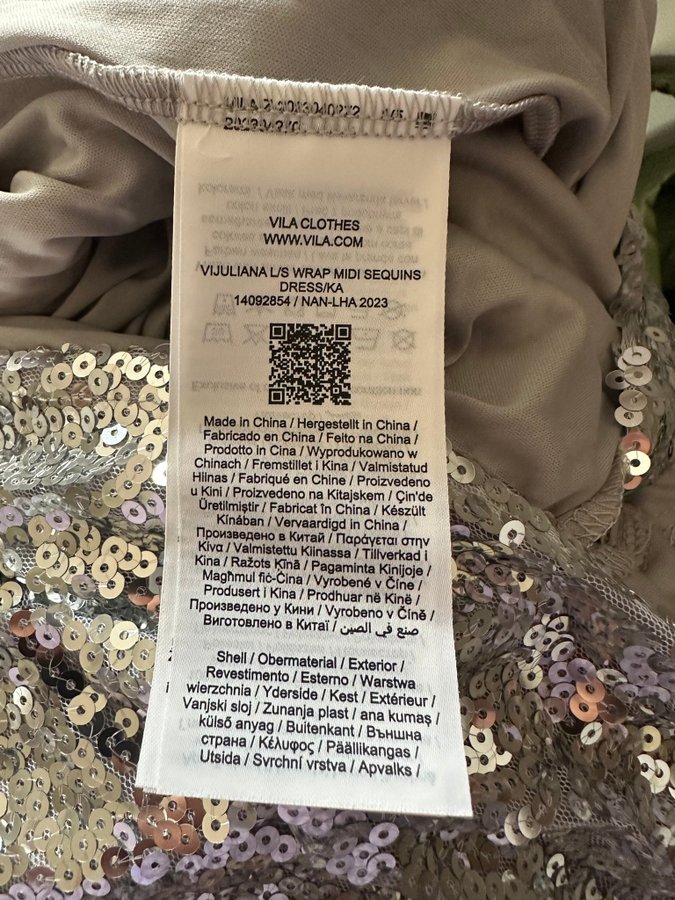 VILA CLOTHES
WWW.VILA.COM
VIJULIANA L/S WRAP MIDI SEQUINS
DRESS/KA
14092854 / NAN-LHA 2023
Made in China / Hergestellt in China /
Fabricado en China / Feito na China /
Prodotto in Cina / Wyprodukowano w
Chinach / Fremstillet i Kina / Valmistatud
Hiinas / Fabriqué en Chine / Proizvedeno
u Kini / Proizvedeno na Kitajskem / Çin'de
Üretilmiştir / Fabricat în China / Készült
Kínában / Vervaardigd in China /
Произведено в Китай / Παράγεται στην
Κίνα / Valmistettu Kiinassa / Tillverkad i
Kina / Ražots Ķīnā / Pagaminta Kinijoje /
Magħmul fiċ-Ċina / Vyrobené v Číne /
Produsert i Kina / Prodhuar në Kinë /
Произведено у Кини / Vyrobeno v Číně /
Виготовлено в Китаї / صنع في الصين
Shell / Obermaterial / Exterior /
Revestimento / Esterno / Warstwa
wierzchnia / Yderside / Kest / Extérieur /
Vanjski sloj / Zunanja plast / ana kumaş /
külső anyag / Buitenkant / Външна
страна / Κέλυφος / Päällikangas /
Utsida / Svrchní vrstva / Apvalks /